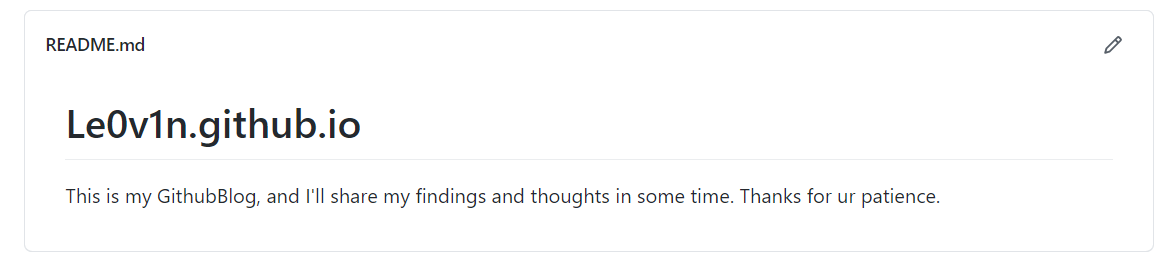 README.md
Le0v1n.github.io
This is my GithubBlog, and I'll share my findings and thoughts in some time. Thanks for ur patience.